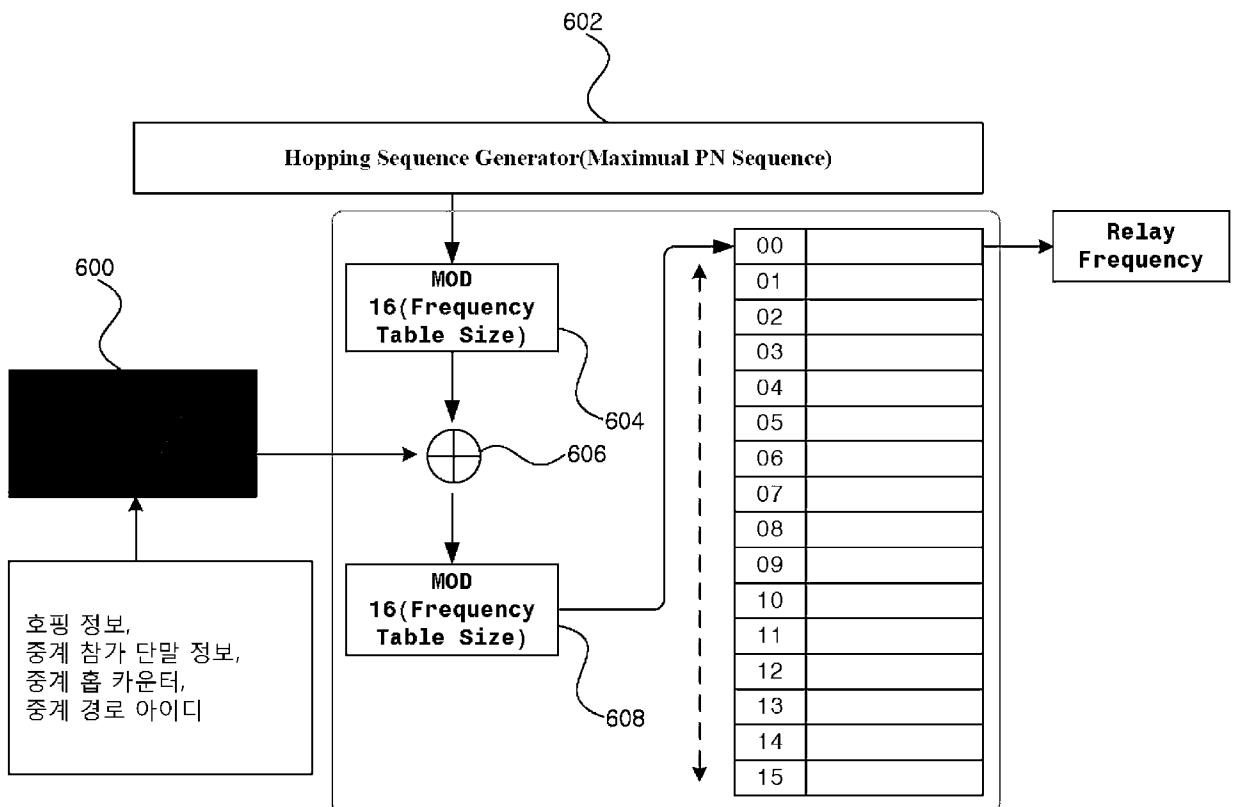 602
Hopping Sequence Generator(Maximual PN Sequence)
600
MOD
16(Frequency
Table Size)
604
606
MOD
16(Frequency
Table Size)
608
호핑 정보,
중계 참가 단말 정보,
중계 홉 카운터,
중계 경로 아이디
00
01
02
03
04
05
06
07
08
09
10
11
12
13
14
15
Relay
Frequency